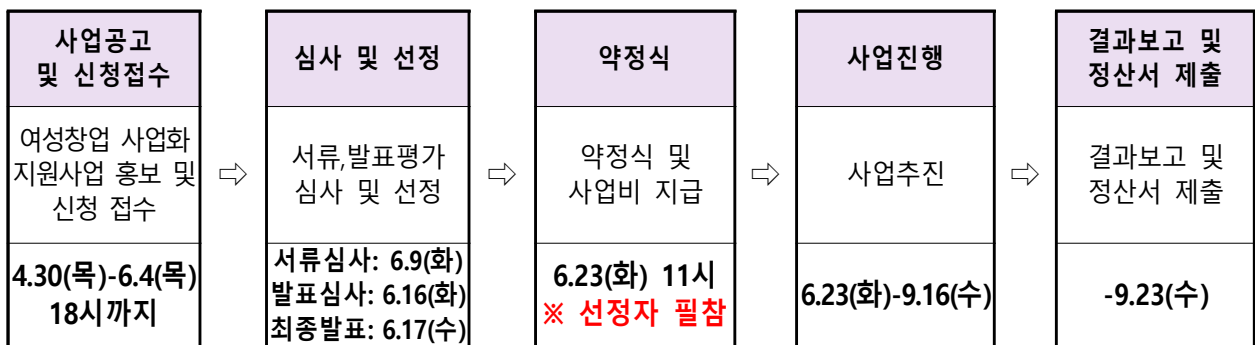 사업공고
및 신청접수
여성창업 사업화
지원사업 홍보 및
신청 접수
4.30(목)-6.4(목)
18시까지
⇨
심사 및 선정
서류,발표평가
심사 및 선정
서류심사: 6.9(화)
발표심사: 6.16(화)
최종발표: 6.17(수)
⇨
약정식
약정식 및
사업비 지급
6.23(화) 11시
※ 선정자 필참
⇨
사업진행
사업추진
6.23(화)-9.16(수)
⇨
결과보고 및
정산서 제출
결과보고 및
정산서 제출
-9.23(수)